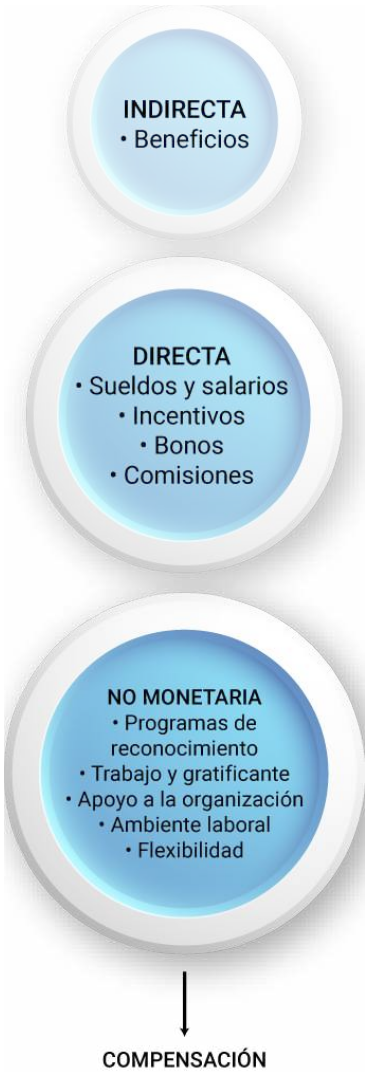 INDIRECTA
• Beneficios
DIRECTA
• Sueldos y salarios
• Incentivos
• Bonos
• Comisiones
NO MONETARIA
• Programas de
reconocimiento
• Trabajo y gratificante
• Apoyo a la organización
• Ambiente laboral
• Flexibilidad
COMPENSACIÓN